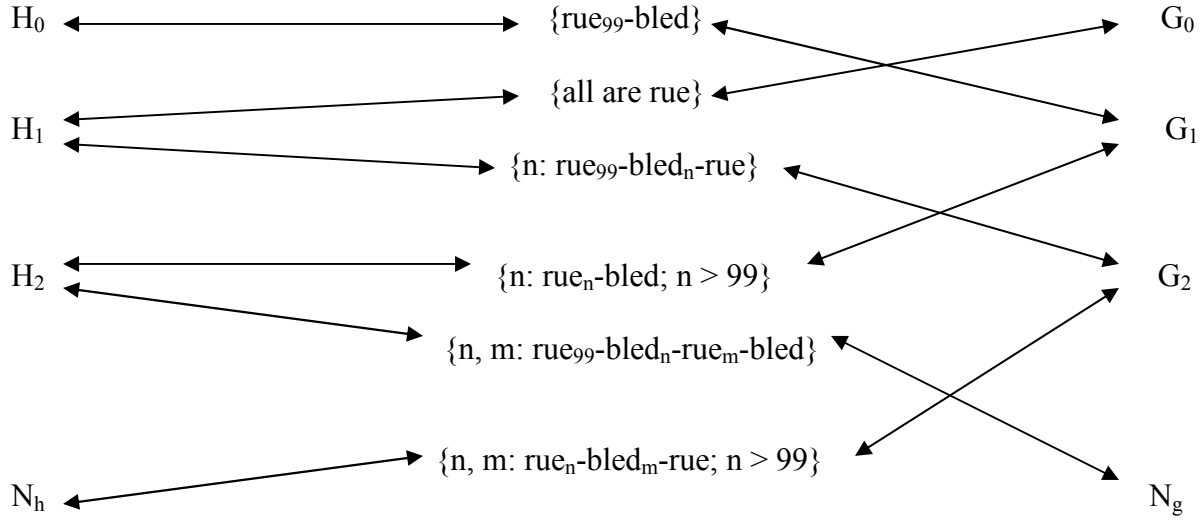 H₀ {rue₉₉-bled} G₀
{all are rue}
H₁ G₁
{n: rue₉₉-bledₙ-rue}
H₂ {n: rueₙ-bled; n > 99} G₂
{n, m: rue₉₉-bledₙ-rueₘ-bled}
{n, m: rueₙ-bledₘ-rue; n > 99}
Nₕ N_g